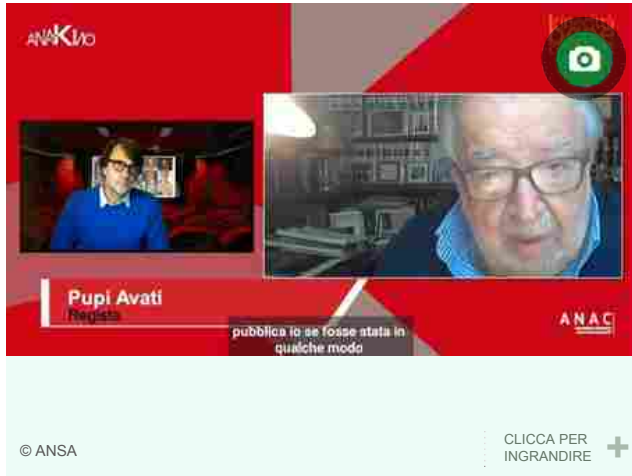 ANAKINO
Pupi Avati
Regista
pubblica io se fosse stata in
qualche modo
ANAC
© ANSA
CLICCA PER
INGRANDIRE